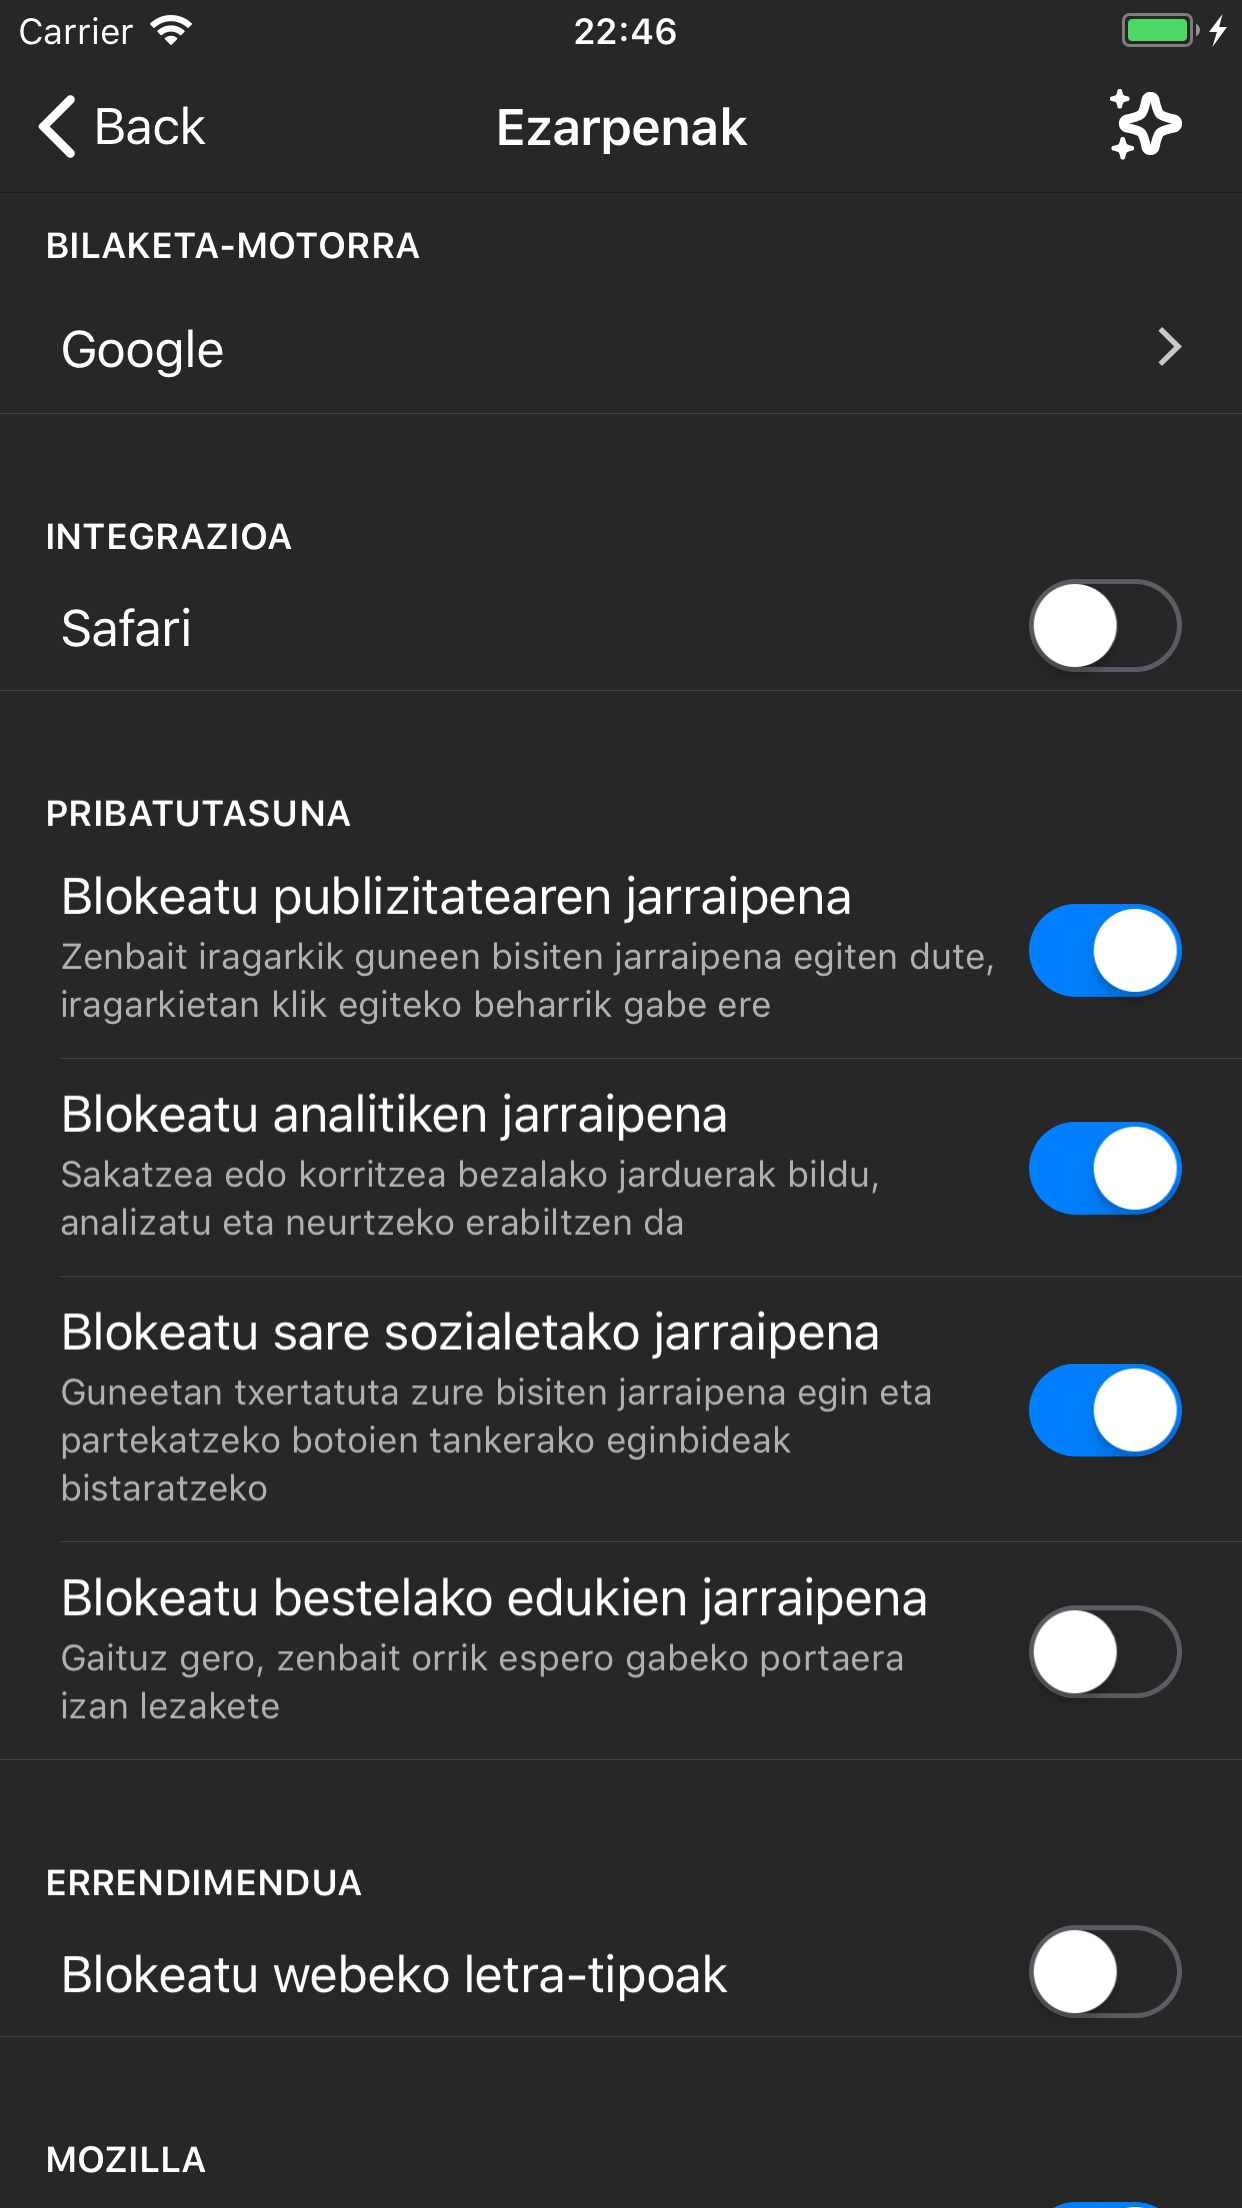 Carrier 22:46
Back Ezarpenak
BILAKETA-MOTORRA
Google
INTEGRAZIOA
Safari
PRIBATUTASUNA
Blokeatu publizitatearen jarraipena
Zenbait iragarkik guneen bisiten jarraipena egiten dute,
iragarkietan klik egiteko beharrik gabe ere
Blokeatu analitiken jarraipena
Sakatzea edo korritzea bezalako jarduerak bildu,
analizatu eta neurtzeko erabiltzen da
Blokeatu sare sozialetako jarraipena
Guneetan txertatuta zure bisiten jarraipena egin eta
partekatzeko botoien tankerako eginbideak
bistaratzeko
Blokeatu bestelako edukien jarraipena
Gaituz gero, zenbait orrik espero gabeko portaera
izan lezakete
ERRENDIMENDUA
Blokeatu webeko letra-tipoak
MOZILLA